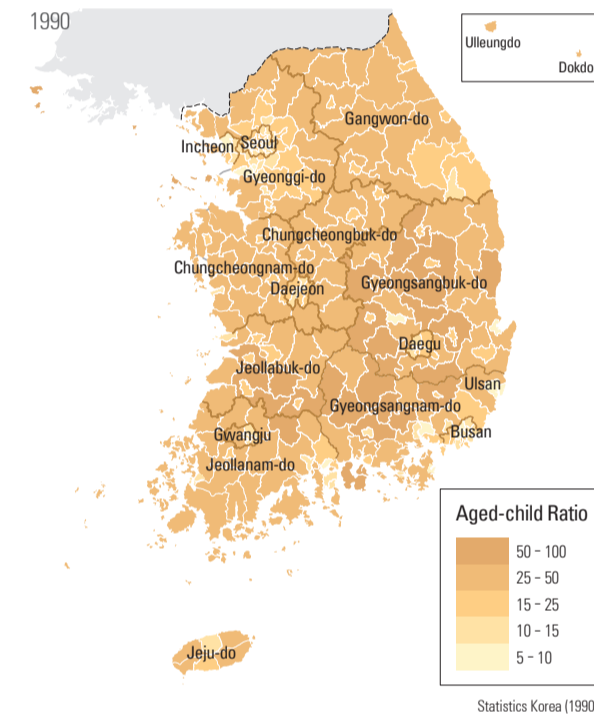 1990
Ulleungdo
Dokdo
Gangwon-do
Incheon
Seoul
Gyeonggi-do
Chungcheongbuk-do
Chungcheongnam-do
Daejeon
Gyeongsangbuk-do
Daegu
Jeollabuk-do
Ulsan
Gyeongsangnam-do
Gwangju
Busan
Jeollanam-do
Jeju-do
Aged-child Ratio
50 - 100
25 - 50
15 - 25
10 - 15
5 - 10
Statistics Korea (1990